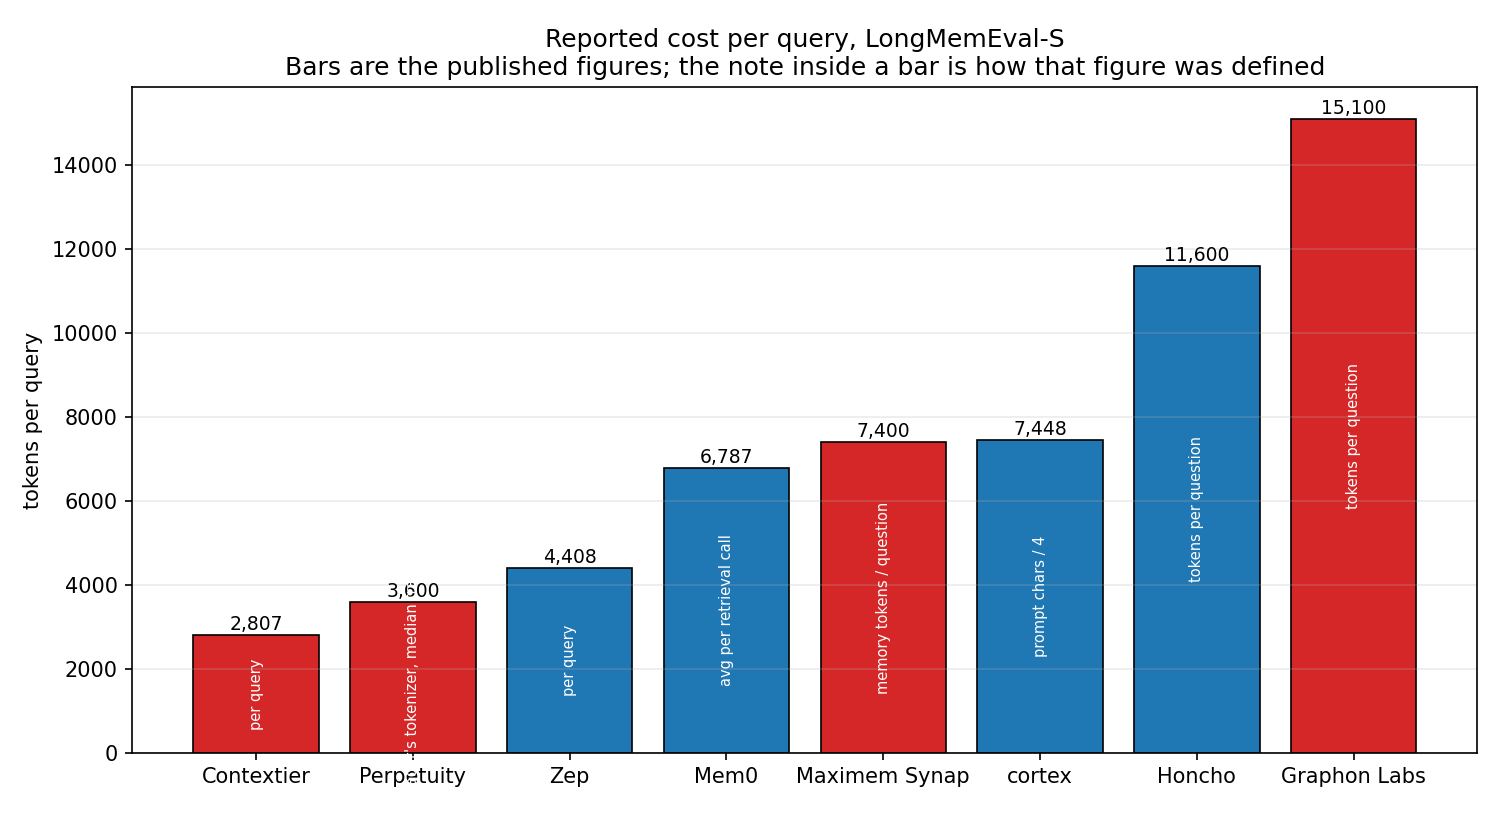 Reported cost per query, LongMemEval-S
Bars are the published figures; the note inside a bar is how that figure was defined
tokens per query
14000
12000
10000
8000
6000
4000
2000
0
2,807
3,600
4,408
6,787
7,400
7,448
11,600
15,100
per query
's tokenizer, median
per query
avg per retrieval call
memory tokens / question
prompt chars / 4
tokens per question
tokens per question
Contextier
Perpetuity
Zep
Mem0
Maximem Synap
cortex
Honcho
Graphon Labs